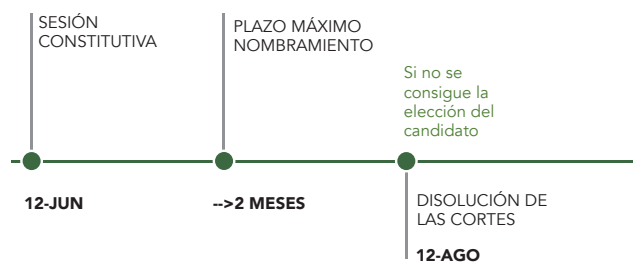 SESIÓN
CONSTITUTIVA
PLAZO MÁXIMO
NOMBRAMIENTO
Si no se
consigue la
elección del
candidato
12-JUN
-->2 MESES
DISOLUCIÓN DE
LAS CORTES
12-AGO